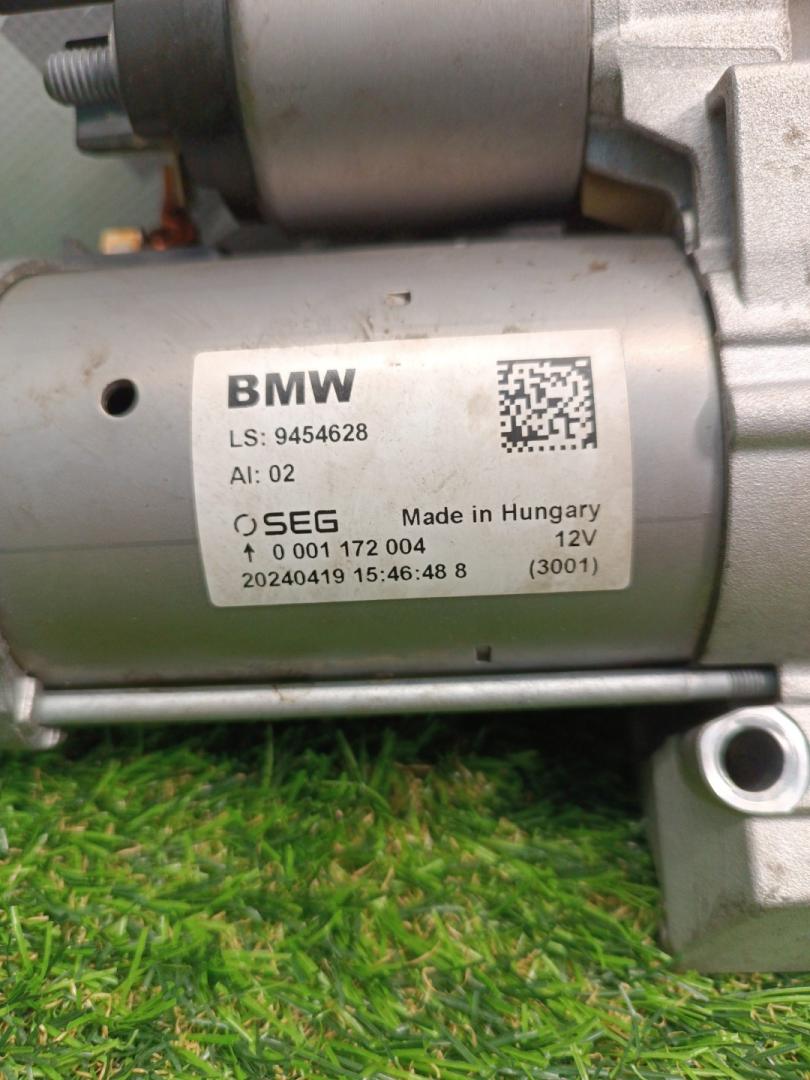 BMW
LS: 9454628
AI: 02
SEG Made in Hungary
↑ 0 001 172 004 12V
20240419 15:46:48 8 (3001)